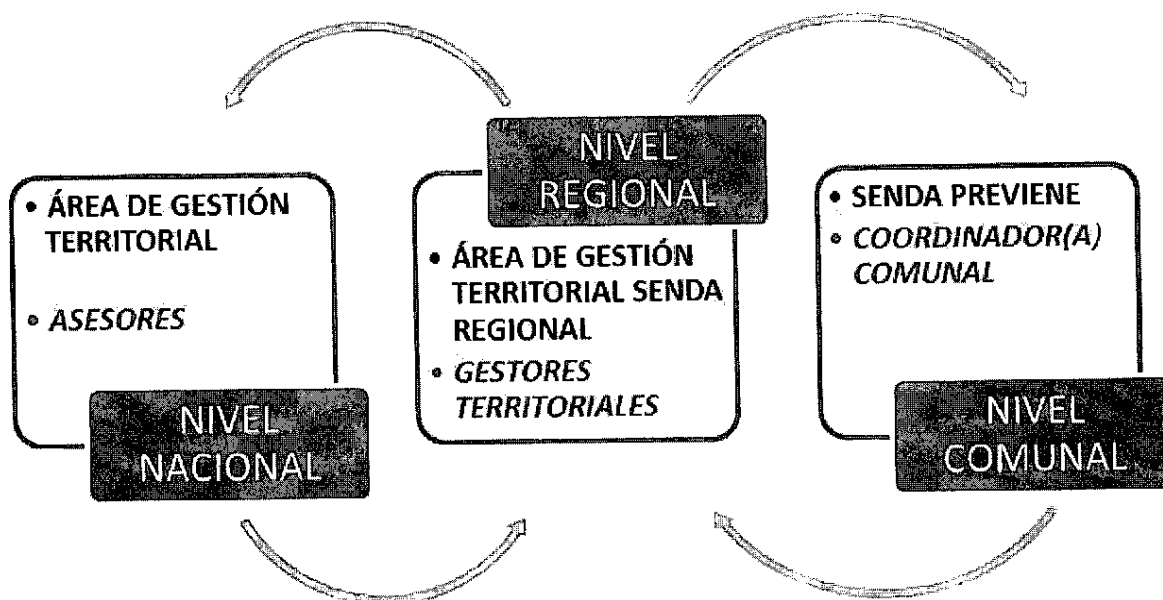 • ÁREA DE GESTIÓN
TERRITORIAL
• ASESORES
NIVEL
NACIONAL
NIVEL
REGIONAL
• ÁREA DE GESTIÓN
TERRITORIAL SENDA
REGIONAL
• GESTORES
TERRITORIALES
• SENDA PREVIENE
• COORDINADOR(A)
COMUNAL
NIVEL
COMUNAL